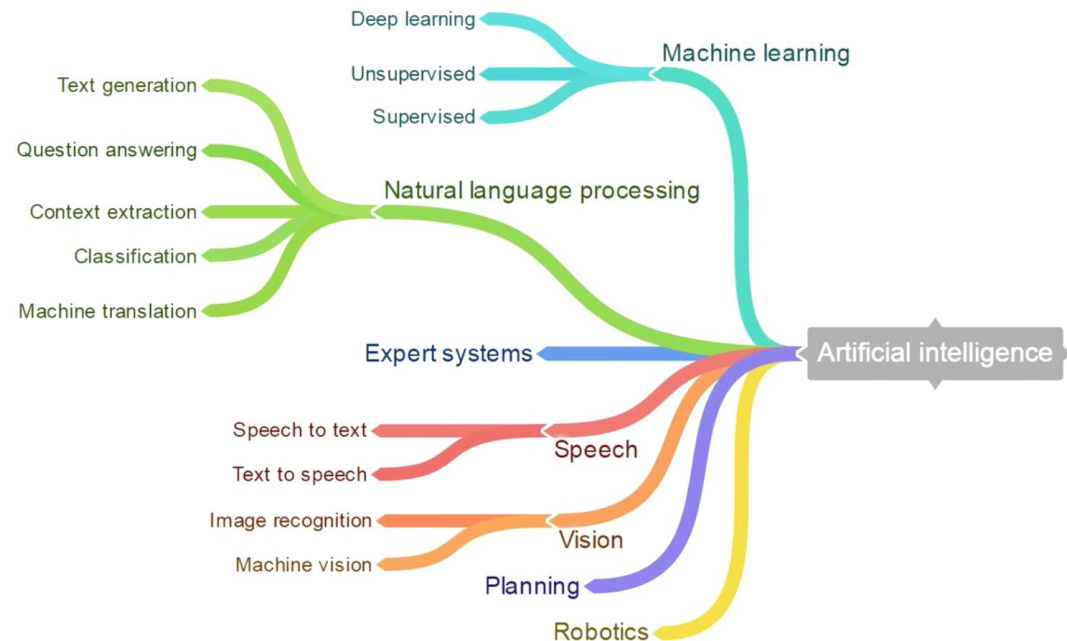 Deep learning
Machine learning
Unsupervised
Supervised
Text generation
Question answering
Natural language processing
Context extraction
Classification
Machine translation
Expert systems
Artificial intelligence
Speech to text
Speech
Text to speech
Image recognition
Vision
Machine vision
Planning
Robotics